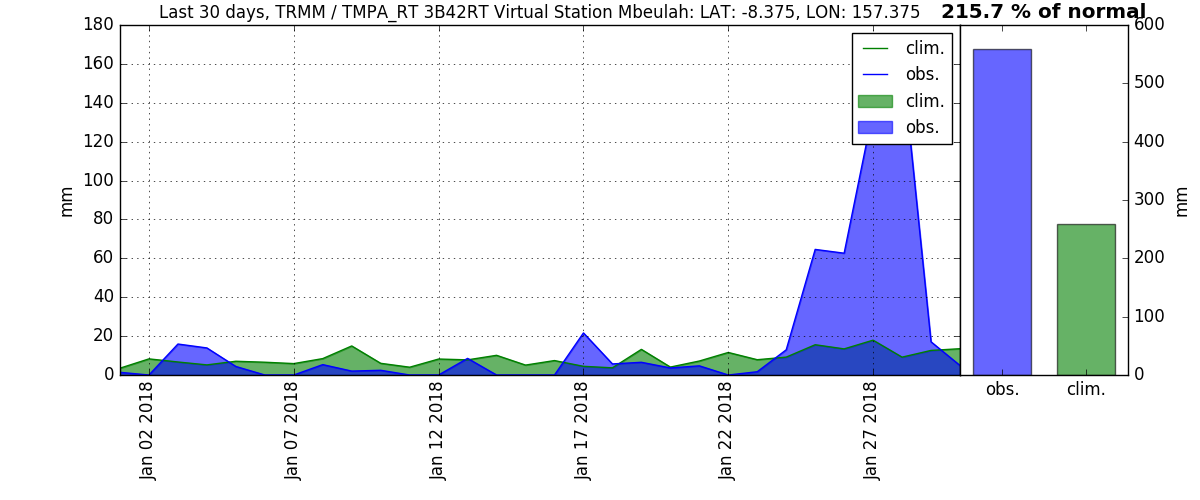 Last 30 days, TRMM / TMPA_RT 3B42RT Virtual Station Mbeulah: LAT: -8.375, LON: 157.375
215.7 % of normal
180
160
140
120
100
80
60
40
20
0
mm
clim.
obs.
clim.
obs.
Jan 02 2018
Jan 07 2018
Jan 12 2018
Jan 17 2018
Jan 22 2018
Jan 27 2018
600
500
400
300
200
100
0
mm
obs.
clim.